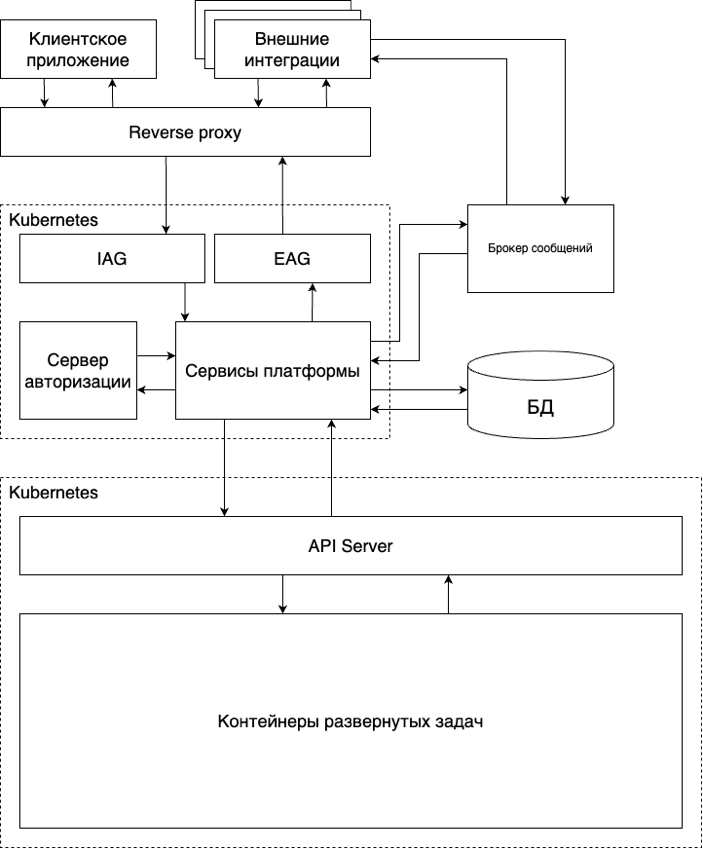 Клиентское
приложение
Внешние
интеграции
Reverse proxy
Kubernetes
IAG
EAG
Брокер сообщений
Сервер
авторизации
Сервисы платформы
БД
Kubernetes
API Server
Контейнеры развернутых задач